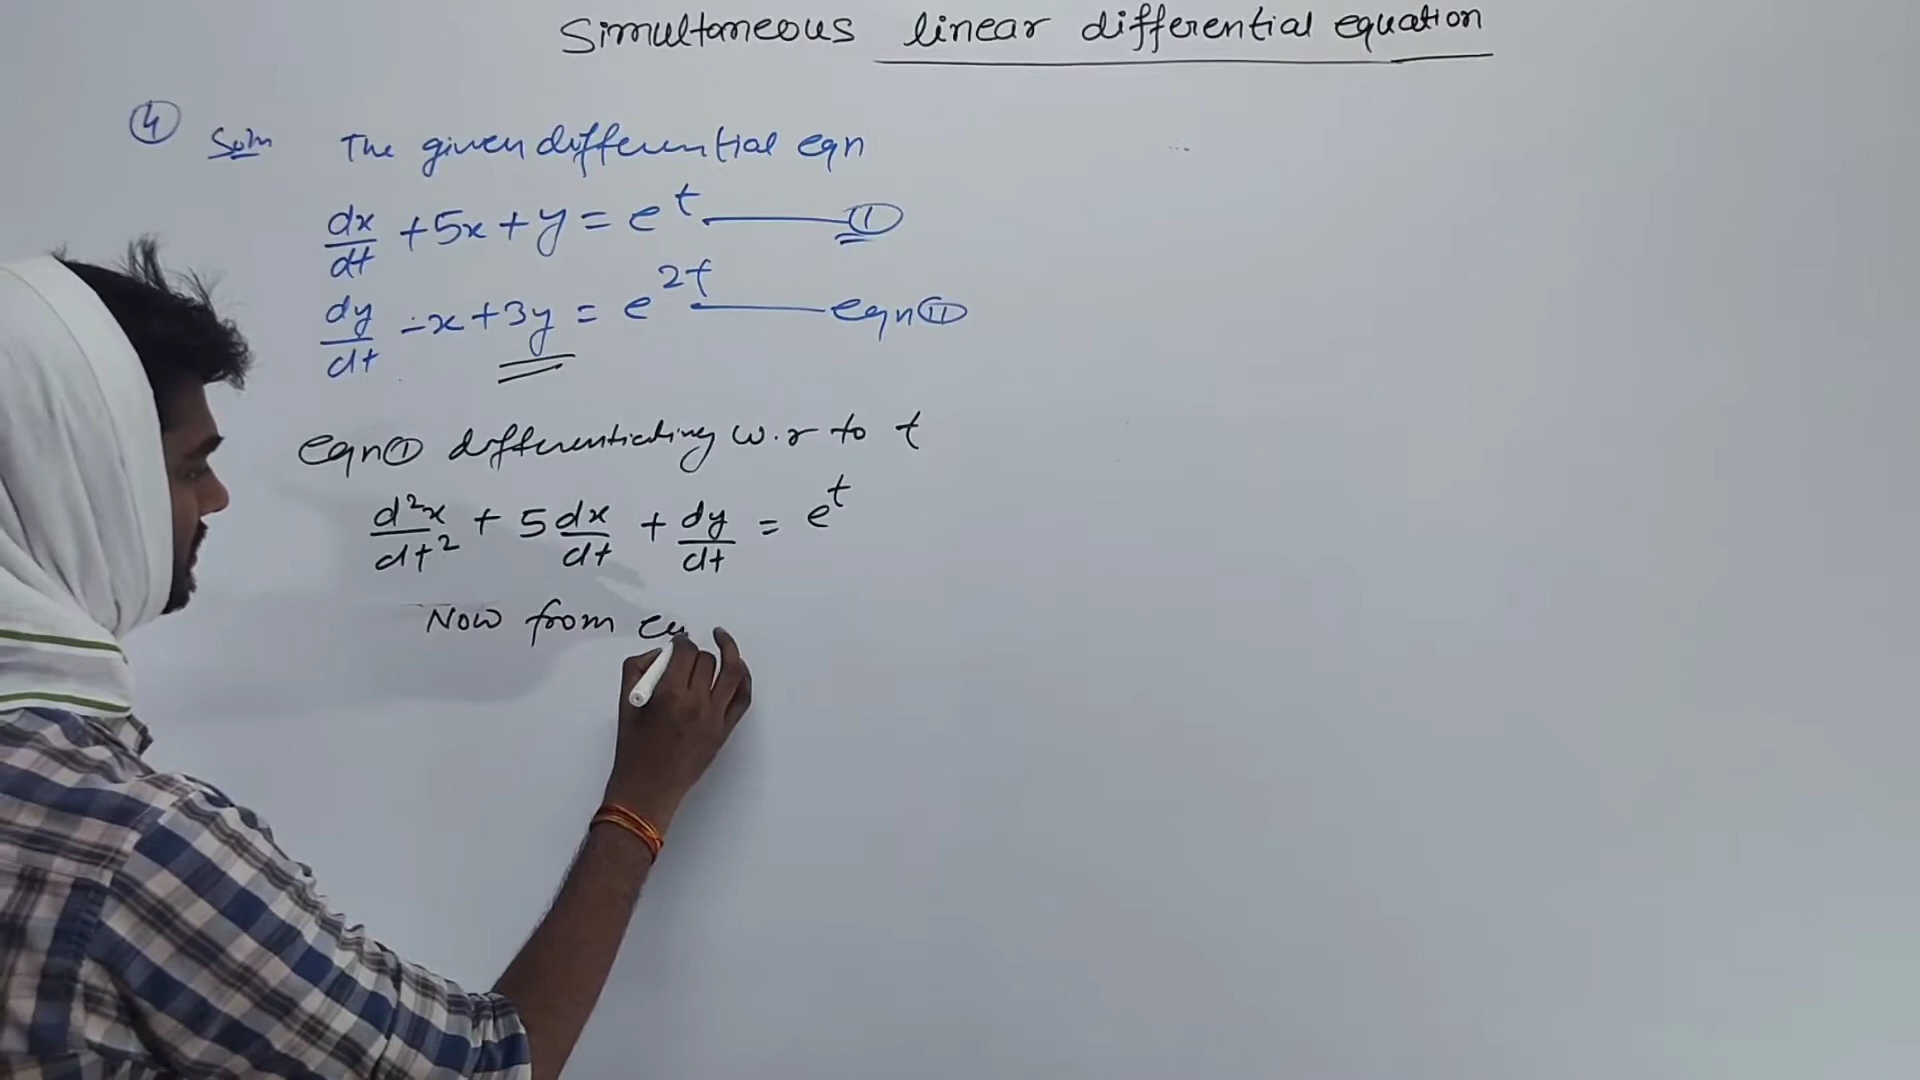 Simultaneous linear differential equation
④ Soln The given differential eqn
dx/dt + 5x + y = e^t —— ①
dy/dt - x + 3y = e^2t —— eqn ⑪
eqn ① differentiating w.r to t
d²x/dt² + 5 dx/dt + dy/dt = e^t
Now from